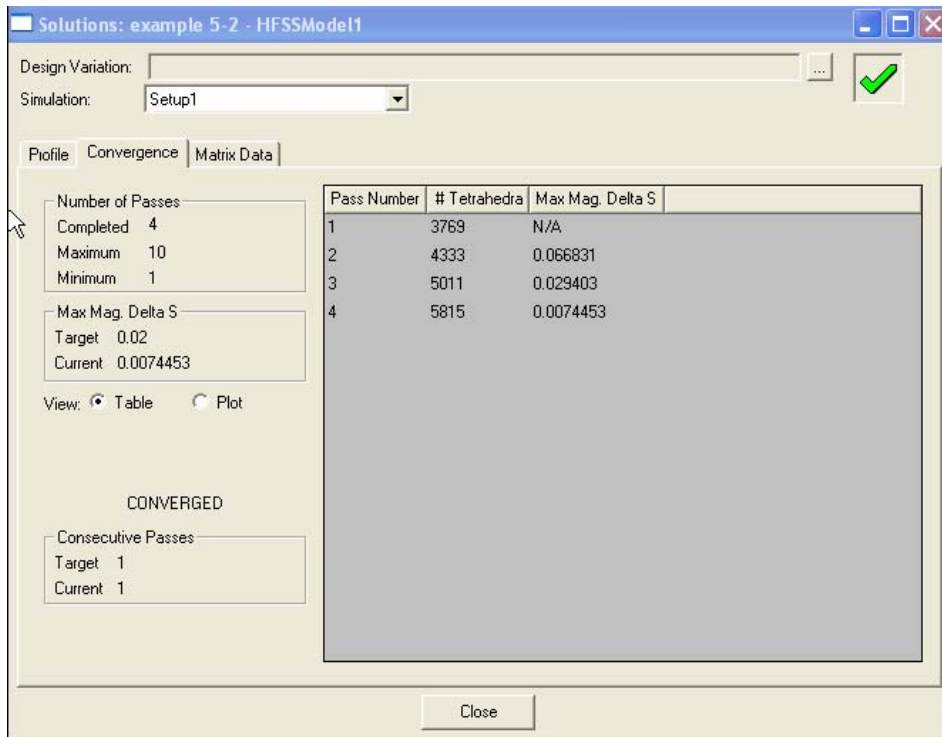 Solutions: example 5-2 - HFSSModel1
Design Variation:
...
Simulation: Setup1
Profile Convergence Matrix Data
Number of Passes
Completed 4
Maximum 10
Minimum 1
Max Mag. Delta S
Target 0.02
Current 0.0074453
View: Table Plot
CONVERGED
Consecutive Passes
Target 1
Current 1
Pass Number # Tetrahedra Max Mag. Delta S
1 3769 N/A
2 4333 0.066831
3 5011 0.029403
4 5815 0.0074453
Close